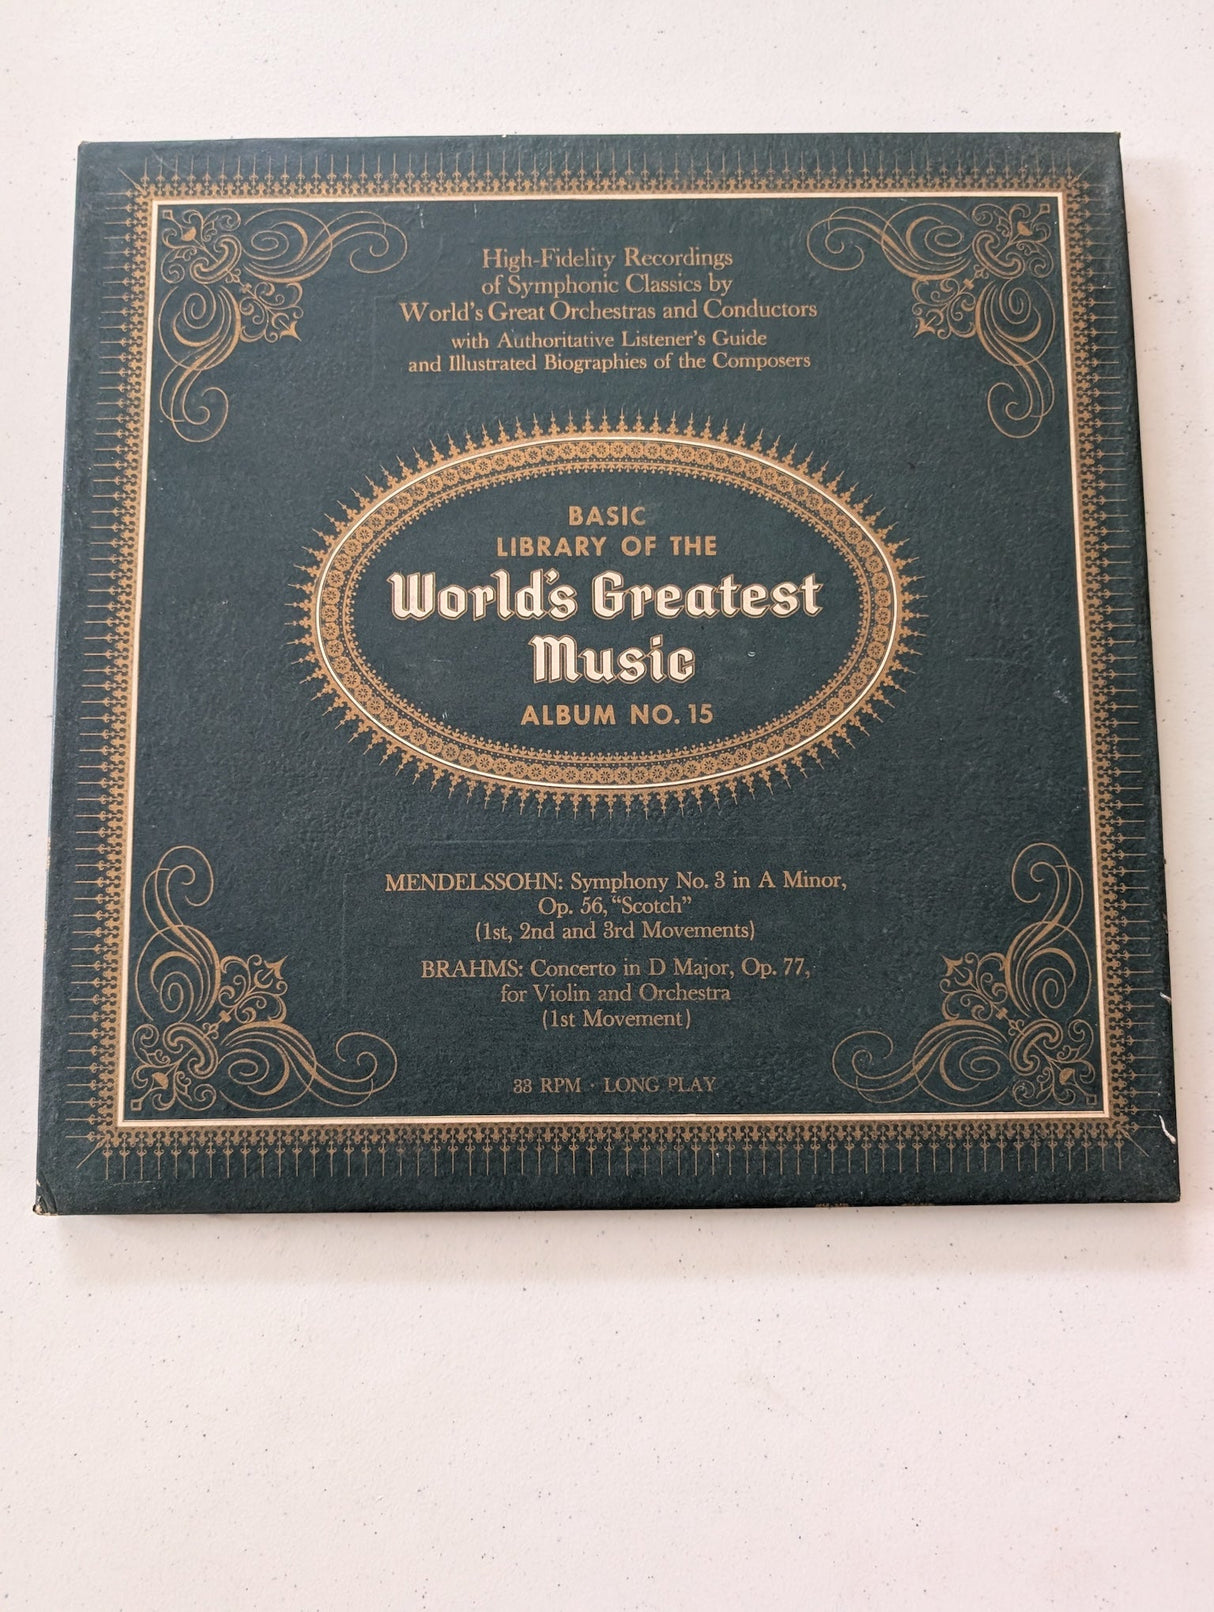 High-Fidelity Recordings
of Symphonic Classics by
World's Great Orchestras and Conductors
with Authoritative Listener's Guide
and Illustrated Biographies of the Composers
BASIC
LIBRARY OF THE
World's Greatest
Music
ALBUM NO. 15
MENDELSSOHN: Symphony No. 3 in A Minor,
Op. 56, “Scotch”
(1st, 2nd and 3rd Movements)
BRAHMS: Concerto in D Major, Op. 77,
for Violin and Orchestra
(1st Movement)
33 RPM · LONG PLAY